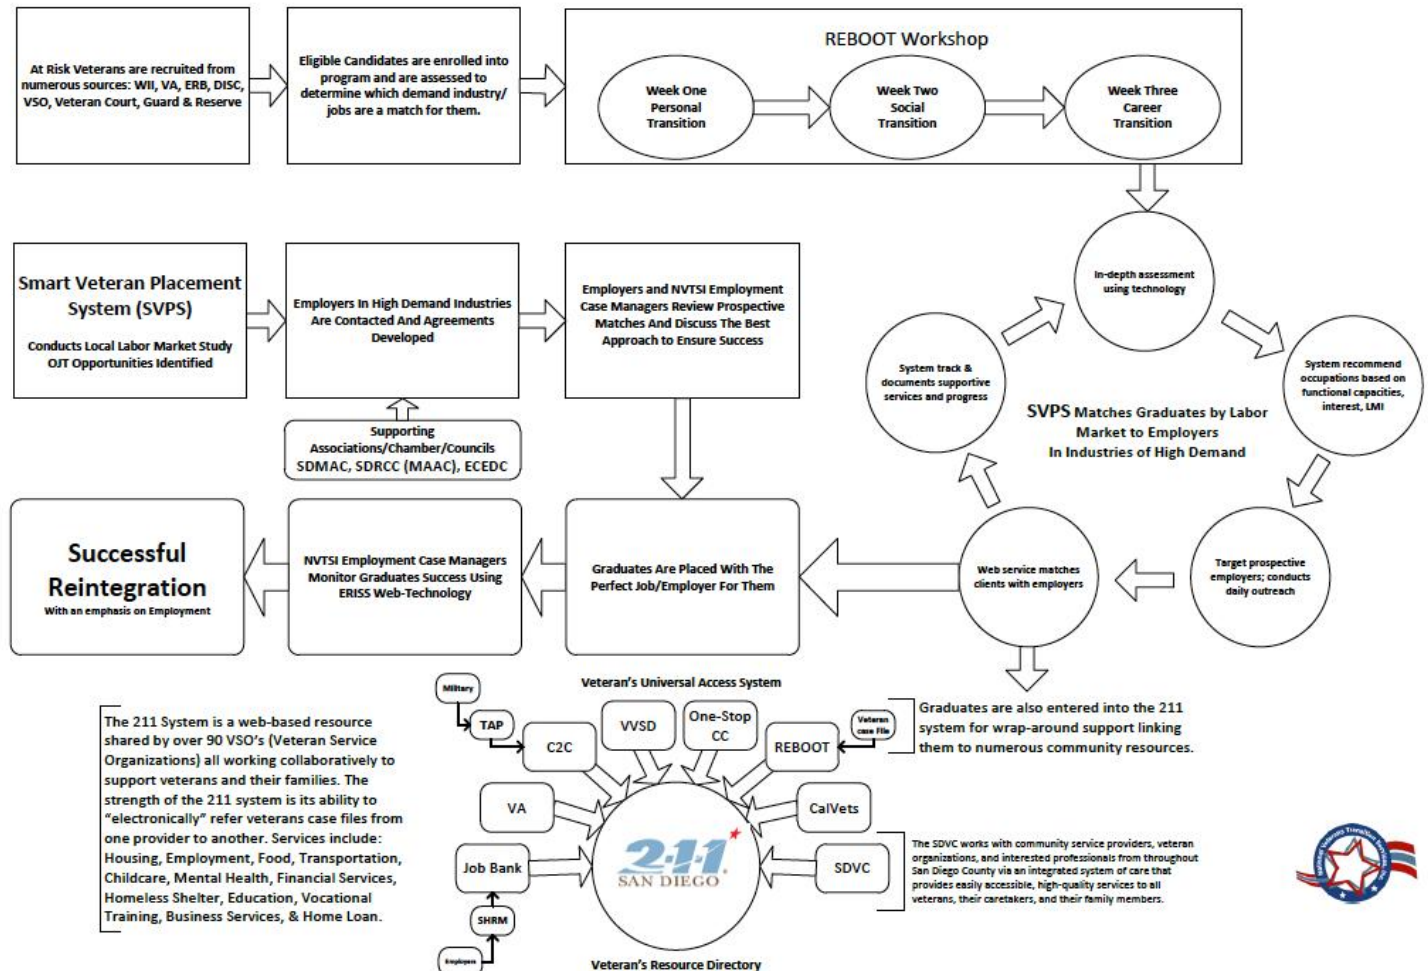 At Risk Veterans are recruited from
numerous sources: WII, VA, ERB, DISC,
VSO, Veteran Court, Guard & Reserve
Eligible Candidates are enrolled into
program and are assessed to
determine which demand industry/
jobs are a match for them.
REBOOT Workshop
Week One
Personal
Transition
Week Two
Social
Transition
Week Three
Career
Transition
Smart Veteran Placement
System (SVPS)
Conducts Local Labor Market Study
OJT Opportunities Identified
Employers In High Demand Industries
Are Contacted And Agreements
Developed
Employers and NVTSI Employment
Case Managers Review Prospective
Matches And Discuss The Best
Approach to Ensure Success
Supporting
Associations/Chamber/Councils
SDMAC, SDRCC (MAAC), ECEDC
In-depth assessment
using technology
System recommend
occupations based on
functional capacities,
interest, LMI
Target prospective
employers; conducts
daily outreach
Web service matches
clients with employers
System track &
documents supportive
services and progress
SVPS Matches Graduates by Labor
Market to Employers
In Industries of High Demand
Successful
Reintegration
With an emphasis on Employment
NVTSI Employment Case Managers
Monitor Graduates Success Using
ERISS Web-Technology
Graduates Are Placed With The
Perfect Job/Employer For Them
The 211 System is a web-based resource
shared by over 90 VSO's (Veteran Service
Organizations) all working collaboratively to
support veterans and their families. The
strength of the 211 system is its ability to
“electronically” refer veterans case files from
one provider to another. Services include:
Housing, Employment, Food, Transportation,
Childcare, Mental Health, Financial Services,
Homeless Shelter, Education, Vocational
Training, Business Services, & Home Loan.
Veteran's Universal Access System
Military
TAP
C2C
VVSD
One-Stop
CC
REBOOT
Veteran
case File
VA
CalVets
Job Bank
SDVC
SHRM
Employers
2-1-1
SAN DIEGO
Veteran's Resource Directory
Graduates are also entered into the 211
system for wrap-around support linking
them to numerous community resources.
The SDVC works with community service providers, veteran
organizations, and interested professionals from throughout
San Diego County via an integrated system of care that
provides easily accessible, high-quality services to all
veterans, their caretakers, and their family members.